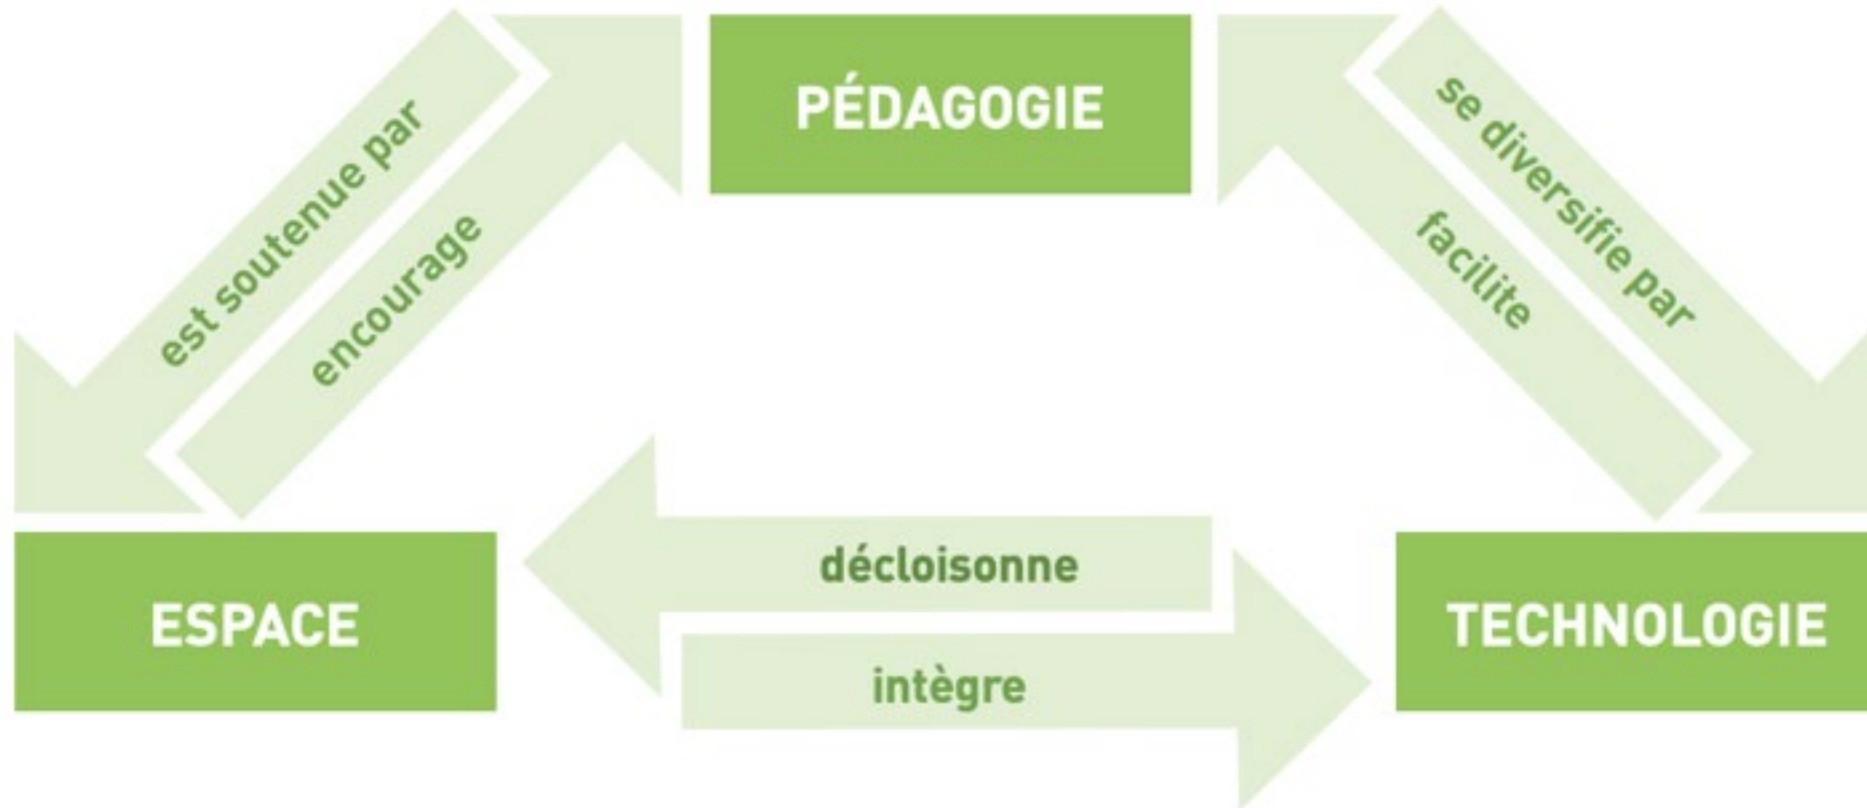 PÉDAGOGIE
est soutenue par
encourage
se diversifie par
facilite
décloisonne
intègre
ESPACE
TECHNOLOGIE